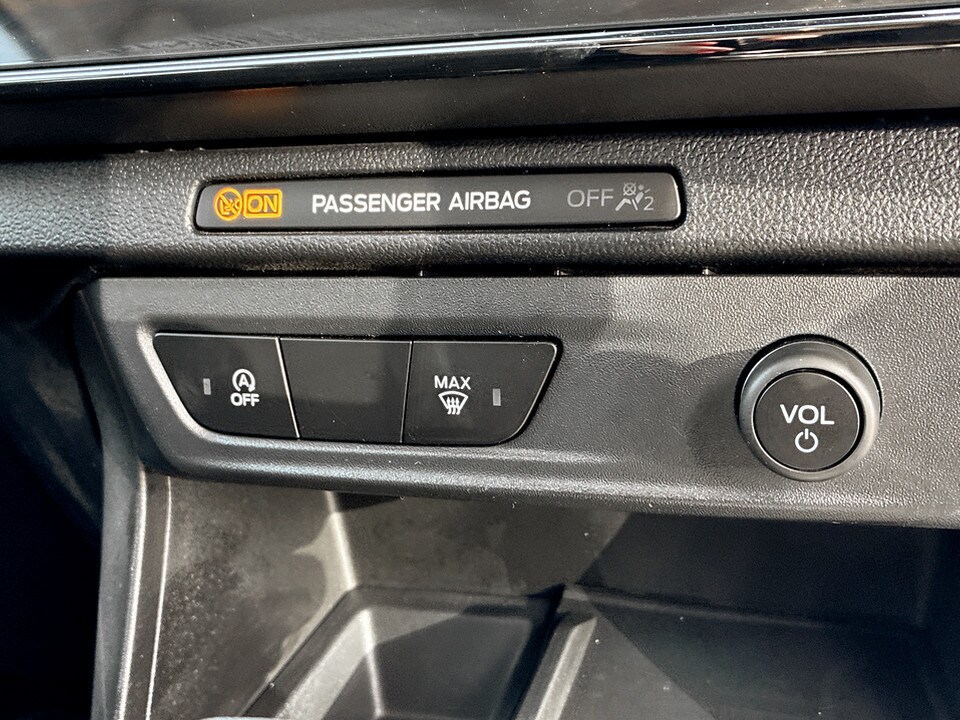 ON PASSENGER AIRBAG OFF 2
A OFF
MAX
VOL